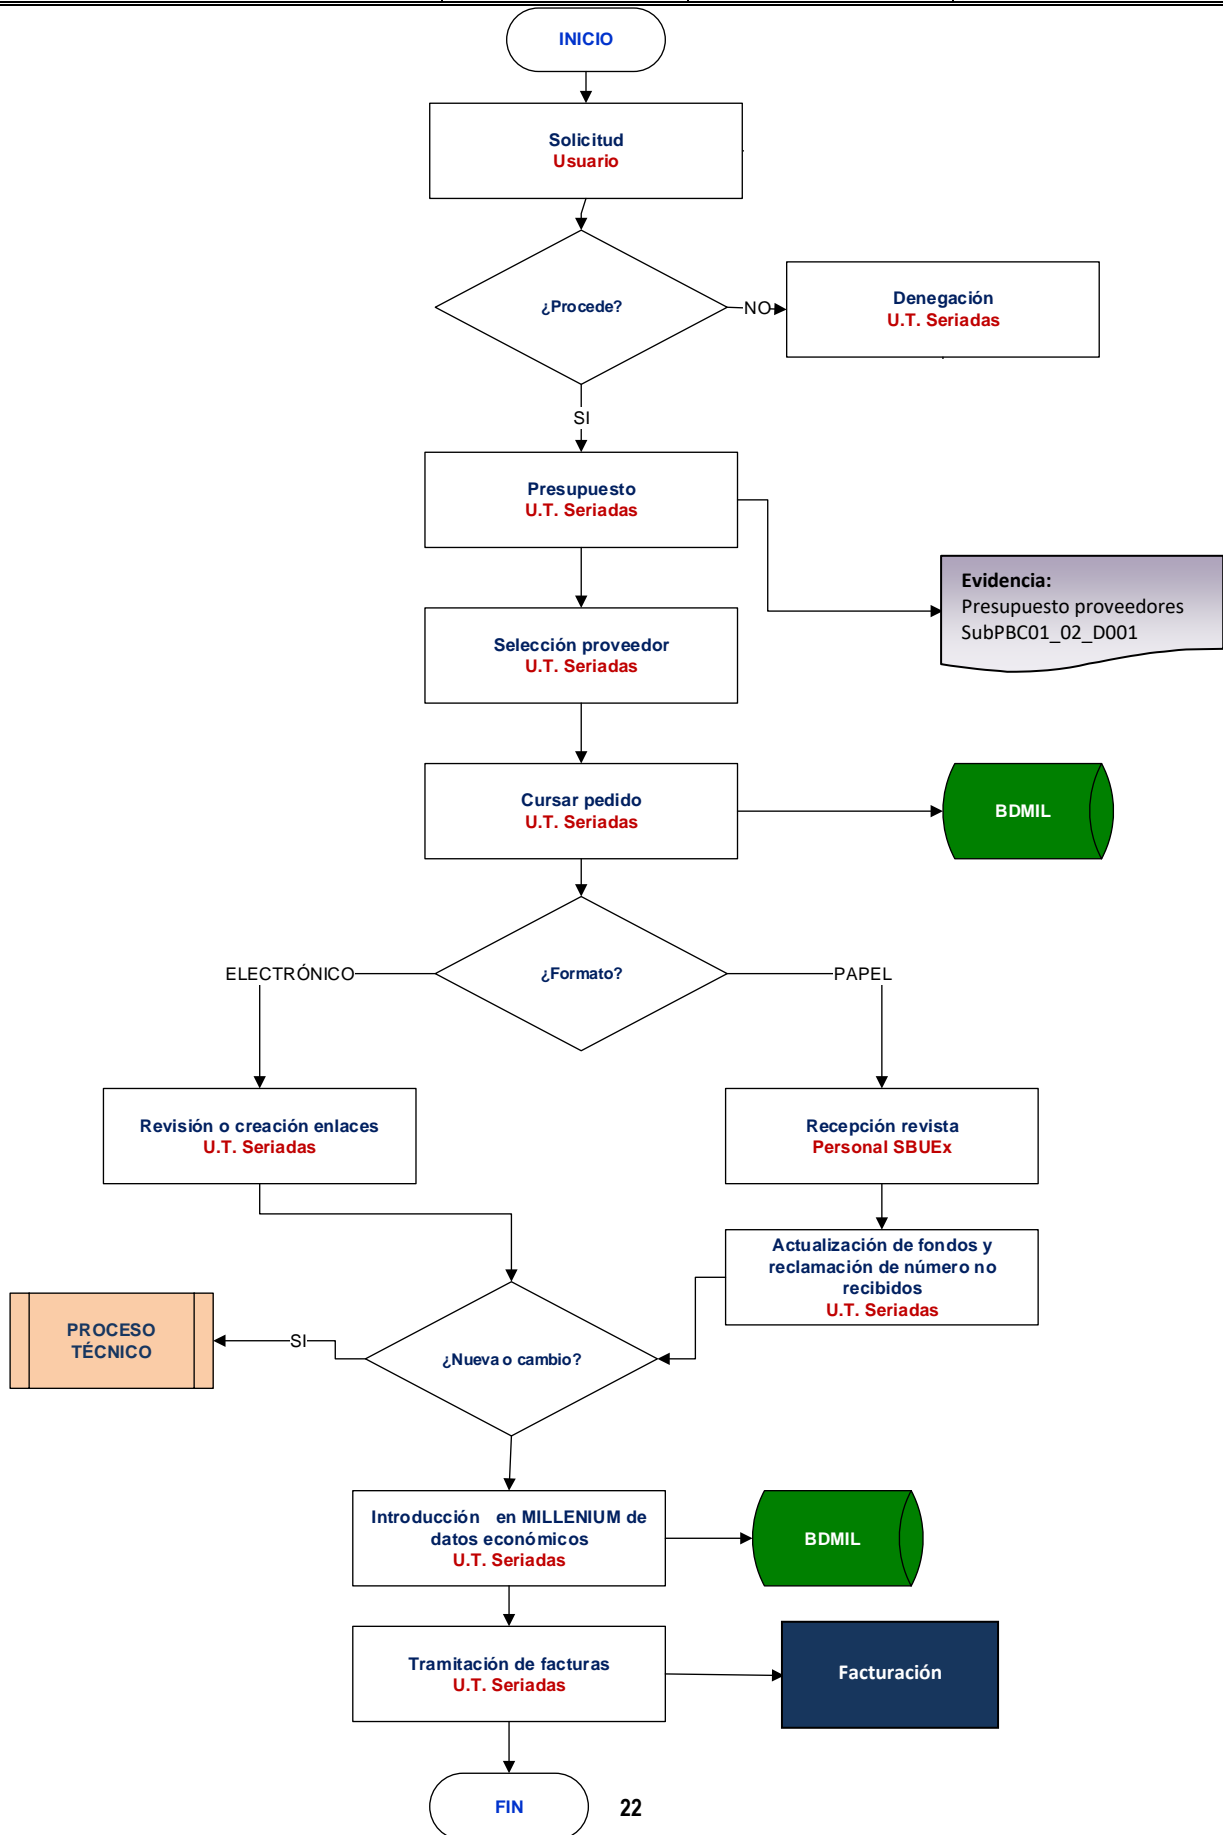 INICIO
Solicitud
Usuario
¿Procede?
NO
Denegación
U.T. Seriadas
SI
Presupuesto
U.T. Seriadas
Evidencia:
Presupuesto proveedores
SubPBC01_02_D001
Selección proveedor
U.T. Seriadas
Cursar pedido
U.T. Seriadas
BDMIL
¿Formato?
ELECTRÓNICO
PAPEL
Revisión o creación enlaces
U.T. Seriadas
Recepción revista
Personal SBUEx
Actualización de fondos y
reclamación de número no
recibidos
U.T. Seriadas
¿Nueva o cambio?
SI
PROCESO
TÉCNICO
Introducción en MILLENIUM de
datos económicos
U.T. Seriadas
BDMIL
Tramitación de facturas
U.T. Seriadas
Facturación
FIN
22